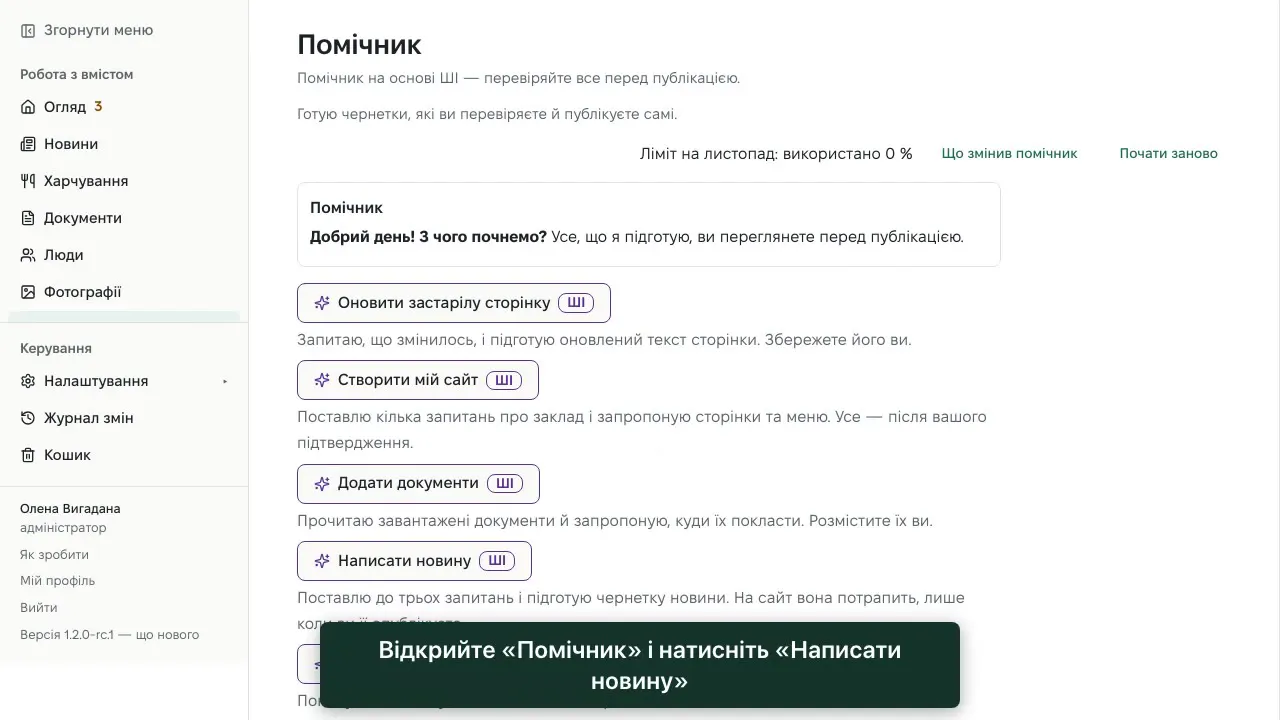 Згорнути меню
Робота з вмістом
Огляд 3
Новини
Харчування
Документи
Люди
Фотографії
Керування
Налаштування
Журнал змін
Кошик
Олена Вигадана
адміністратор
Як зробити
Мій профіль
Вийти
Версія 1.2.0-rc.1 — що нового
Помічник
Помічник на основі ШІ — перевіряйте все перед публікацією.
Готую чернетки, які ви перевіряєте й публікуєте самі.
Ліміт на листопад: використано 0 % Що змінив помічник Почати заново
Помічник
Добрий день! З чого почнемо? Усе, що я підготую, ви переглянете перед публікацією.
Оновити застарілу сторінку ШІ
Запитаю, що змінилось, і підготую оновлений текст сторінки. Збережете його ви.
Створити мій сайт ШІ
Поставлю кілька запитань про заклад і запропоную сторінки та меню. Усе — після вашого
підтвердження.
Додати документи ШІ
Прочитаю завантажені документи й запропоную, куди їх покласти. Розмістите їх ви.
Написати новину ШІ
Поставлю до трьох запитань і підготую чернетку новини. На сайт вона потрапить, лише
Відкрийте «Помічник» і натисніть «Написати
новину»